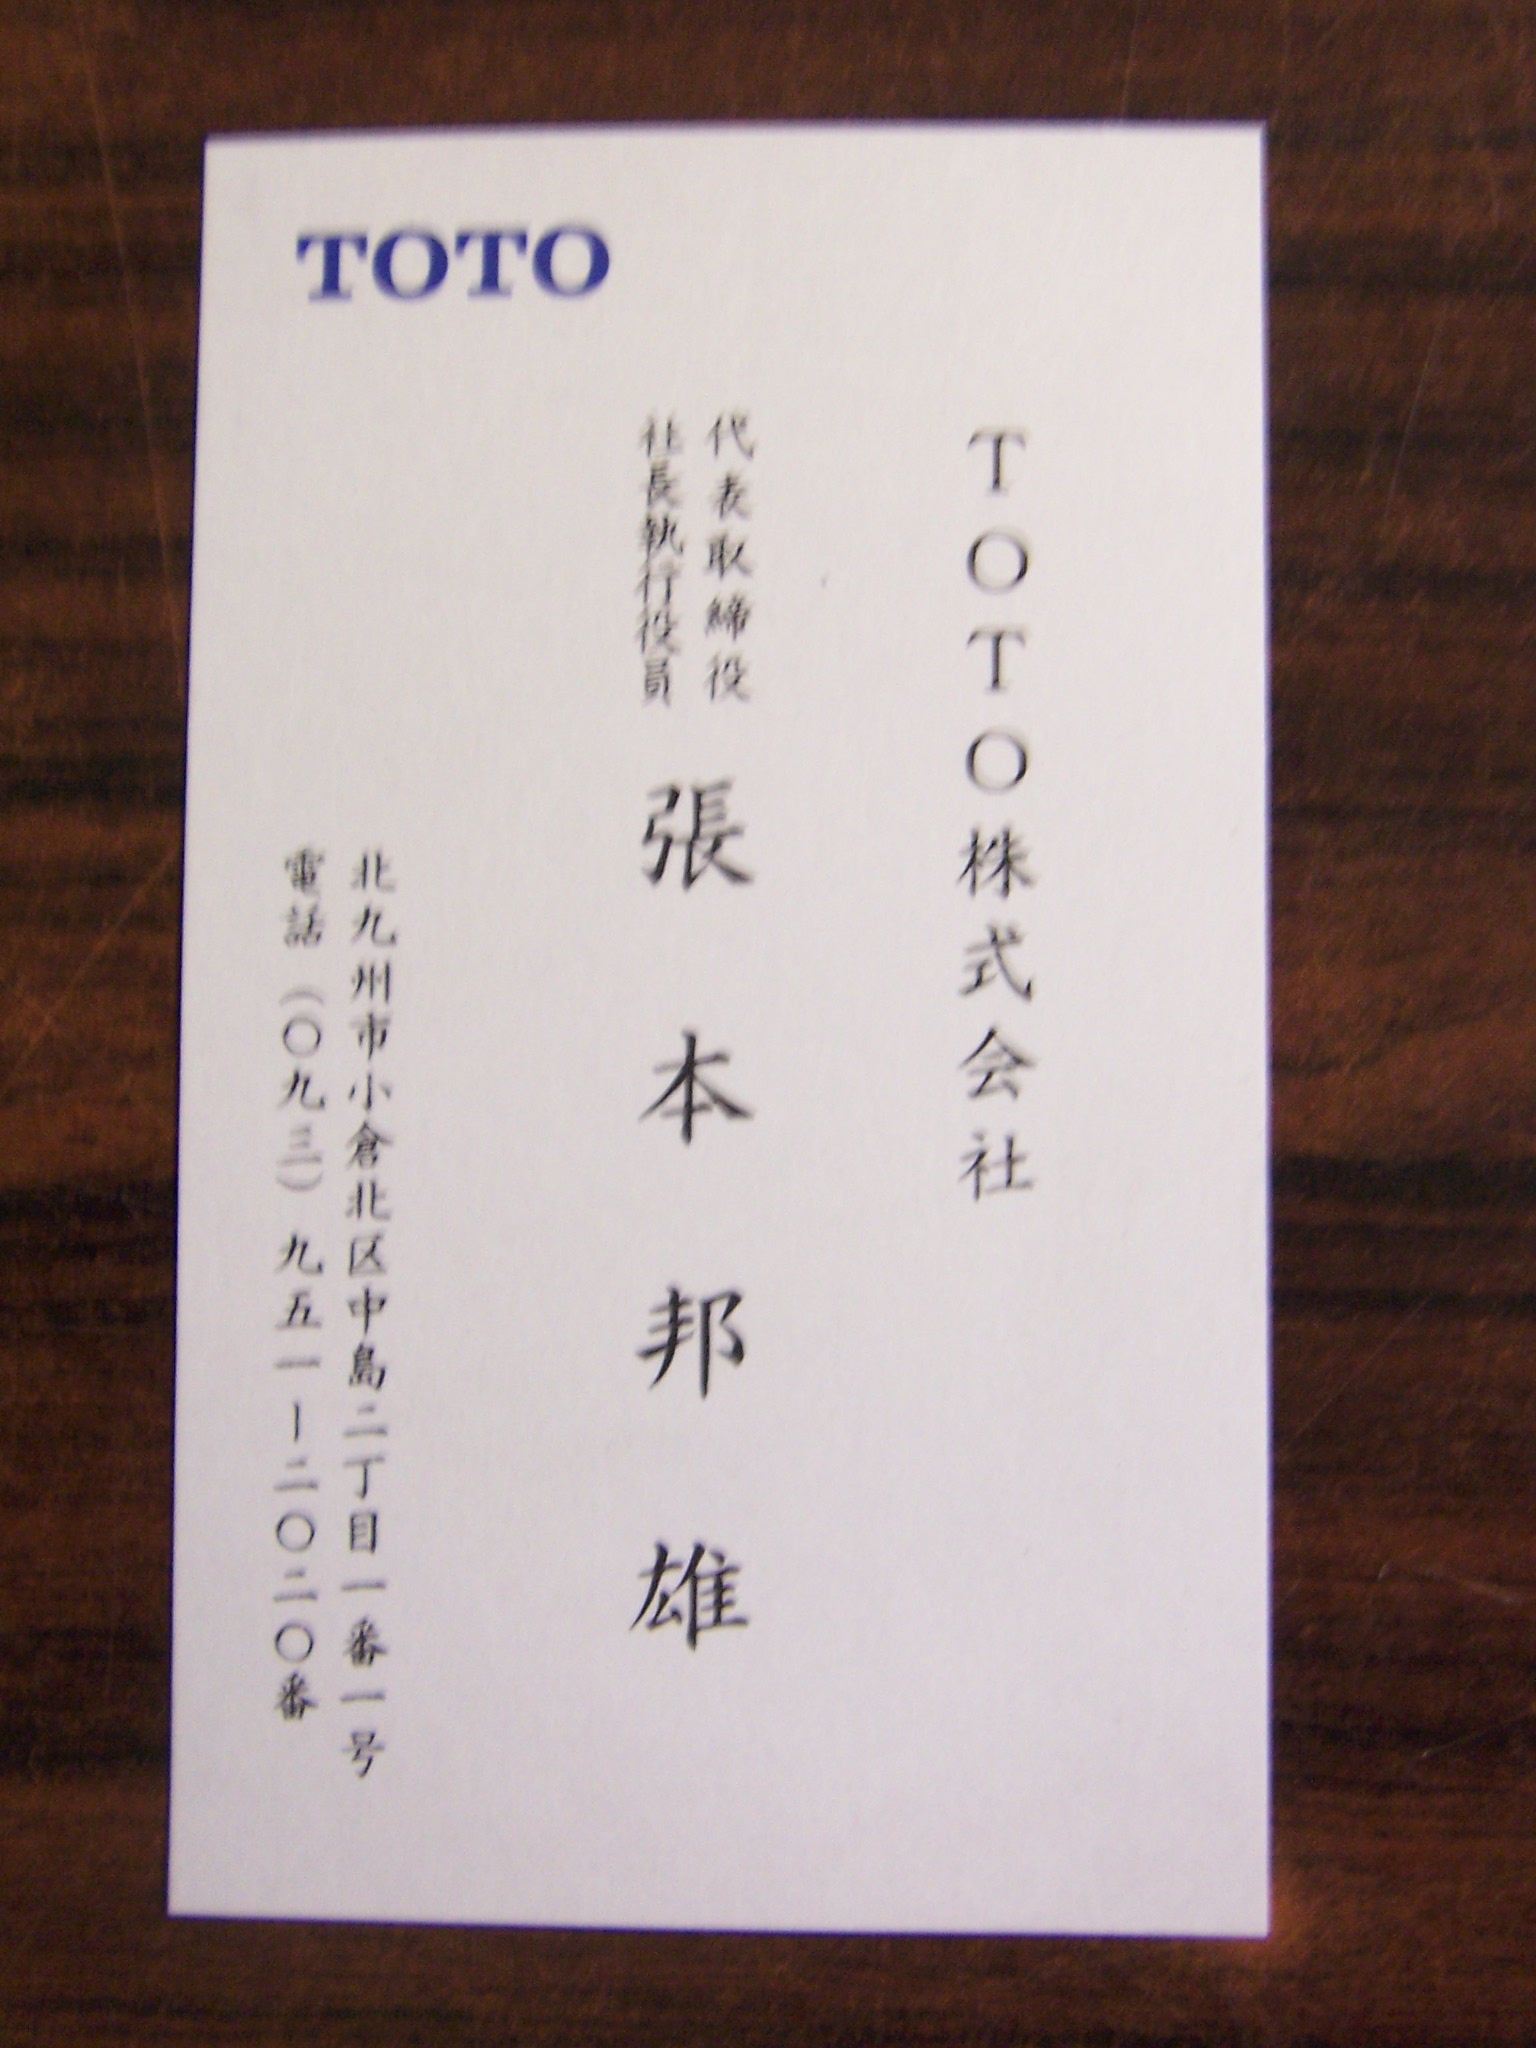 TOTO
TOTO株式会社
代表取締役
社長執行役員
張本邦雄
北九州市小倉北区中島二丁目一番一号
電話（〇九三）九五一－二〇二〇番